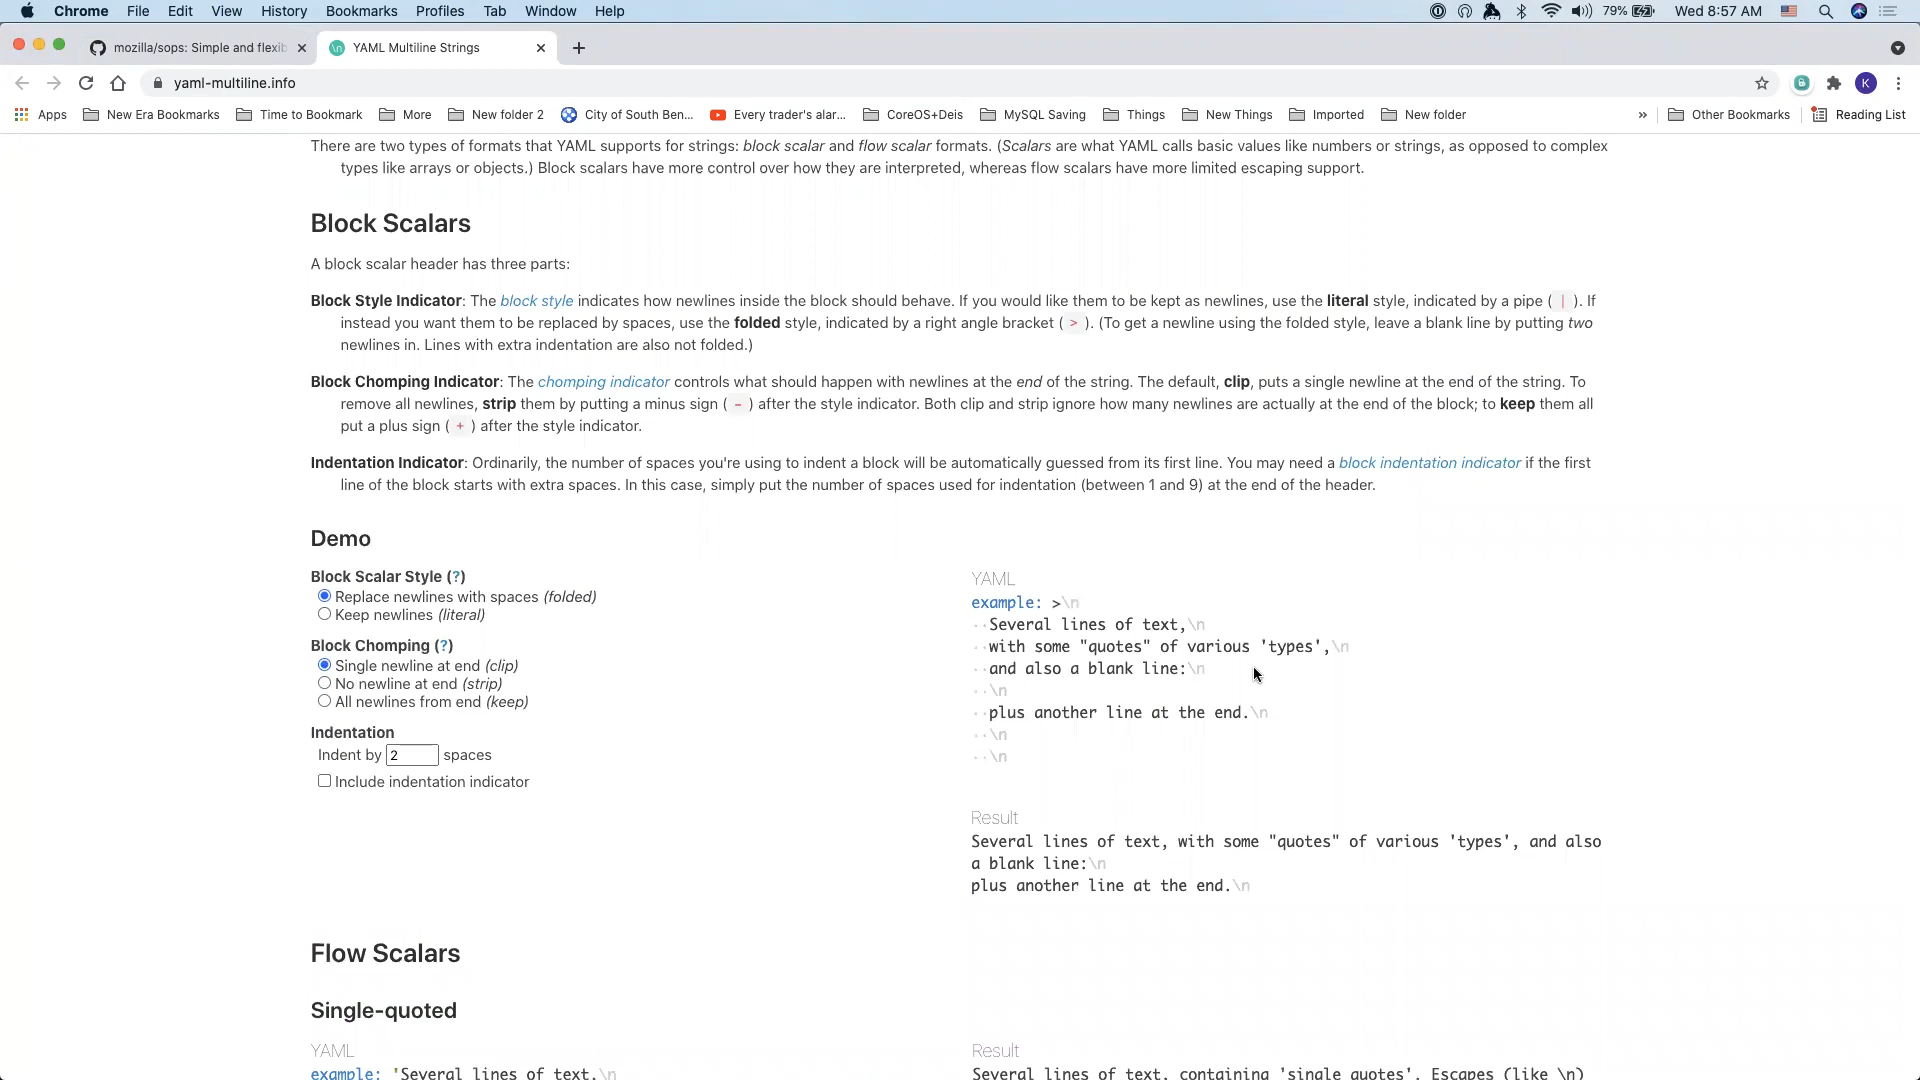 Chrome File Edit View History Bookmarks Profiles Tab Window Help 79% Wed 8:57 AM
mozilla/sops: Simple and flexib YAML Multiline Strings
yaml-multiline.info K
Apps New Era Bookmarks Time to Bookmark More New folder 2 City of South Ben... Every trader's alar... CoreOS+Deis MySQL Saving Things New Things Imported New folder » Other Bookmarks Reading List
There are two types of formats that YAML supports for strings: block scalar and flow scalar formats. (Scalars are what YAML calls basic values like numbers or strings, as opposed to complex
types like arrays or objects.) Block scalars have more control over how they are interpreted, whereas flow scalars have more limited escaping support.
Block Scalars
A block scalar header has three parts:
Block Style Indicator: The block style indicates how newlines inside the block should behave. If you would like them to be kept as newlines, use the literal style, indicated by a pipe ( | ). If
instead you want them to be replaced by spaces, use the folded style, indicated by a right angle bracket ( > ). (To get a newline using the folded style, leave a blank line by putting two
newlines in. Lines with extra indentation are also not folded.)
Block Chomping Indicator: The chomping indicator controls what should happen with newlines at the end of the string. The default, clip, puts a single newline at the end of the string. To
remove all newlines, strip them by putting a minus sign ( - ) after the style indicator. Both clip and strip ignore how many newlines are actually at the end of the block; to keep them all
put a plus sign ( + ) after the style indicator.
Indentation Indicator: Ordinarily, the number of spaces you're using to indent a block will be automatically guessed from its first line. You may need a block indentation indicator if the first
line of the block starts with extra spaces. In this case, simply put the number of spaces used for indentation (between 1 and 9) at the end of the header.
Demo
Block Scalar Style (?)
Replace newlines with spaces (folded)
Keep newlines (literal)
Block Chomping (?)
Single newline at end (clip)
No newline at end (strip)
All newlines from end (keep)
Indentation
Indent by 2 spaces
Include indentation indicator
YAML
example: >\n
··Several lines of text,\n
··with some "quotes" of various 'types',\n
··and also a blank line:\n
··\n
··plus another line at the end.\n
··\n
··\n
Result
Several lines of text, with some "quotes" of various 'types', and also
a blank line:\n
plus another line at the end.\n
Flow Scalars
Single-quoted
YAML
example: 'Several lines of text,\n
Result
Several lines of text, containing 'single quotes'. Escapes (like \n)